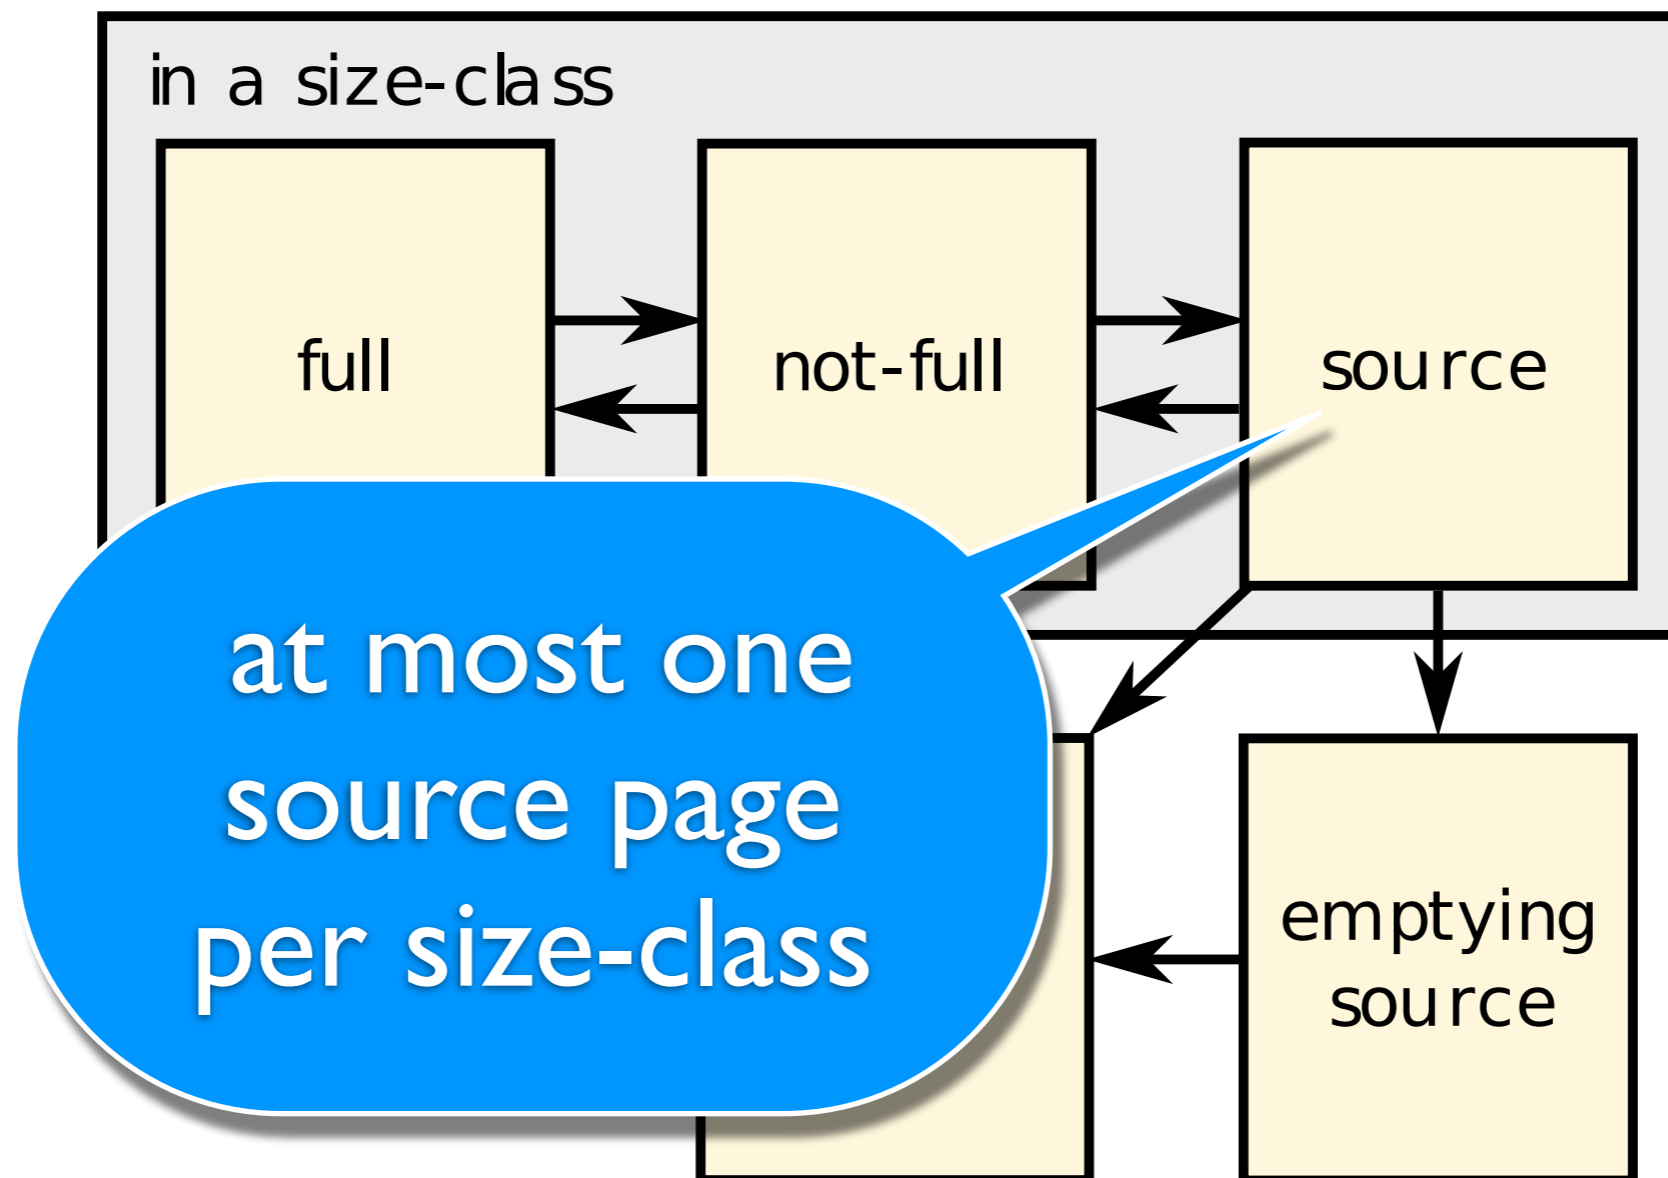 in a size-class
full
not-full
source
at most one
source page
per size-class
emptying
source